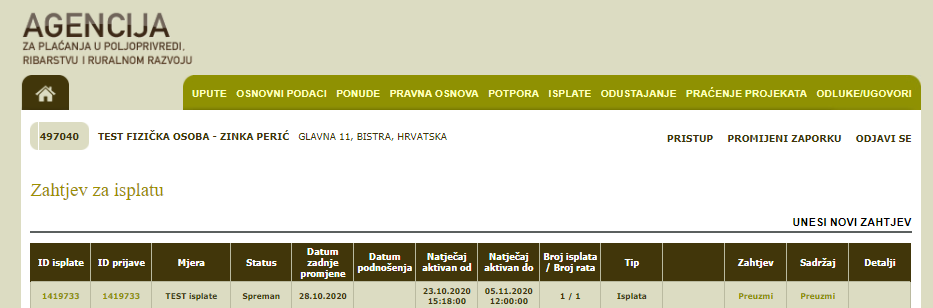 AGENCIJA
ZA PLAĆANJA U POLJOPRIVREDI,
RIBARSTVU I RURALNOM RAZVOJU
UPUTE OSNOVNI PODACI PONUDE PRAVNA OSNOVA POTPORA ISPLATE ODUSTAJANJE PRAĆENJE PROJEKATA ODLUKE/UGOVORI
497040 TEST FIZIČKA OSOBA - ZINKA PERIĆ GLAVNA 11, BISTRA, HRVATSKA
PRISTUP PROMIJENI ZAPORKU ODJAVI SE
Zahtjev za isplatu
UNESI NOVI ZAHTJEV
ID isplate ID prijave Mjera Status Datum zadnje promjene Datum podnošenja Natječaj aktivan od Natječaj aktivan do Broj isplata / Broj rata Tip Zahtjev Sadržaj Detalji
1419733 1419733 TEST isplate Spreman 28.10.2020 23.10.2020 15:18:00 05.11.2020 12:00:00 1 / 1 Isplata Preuzmi Preuzmi